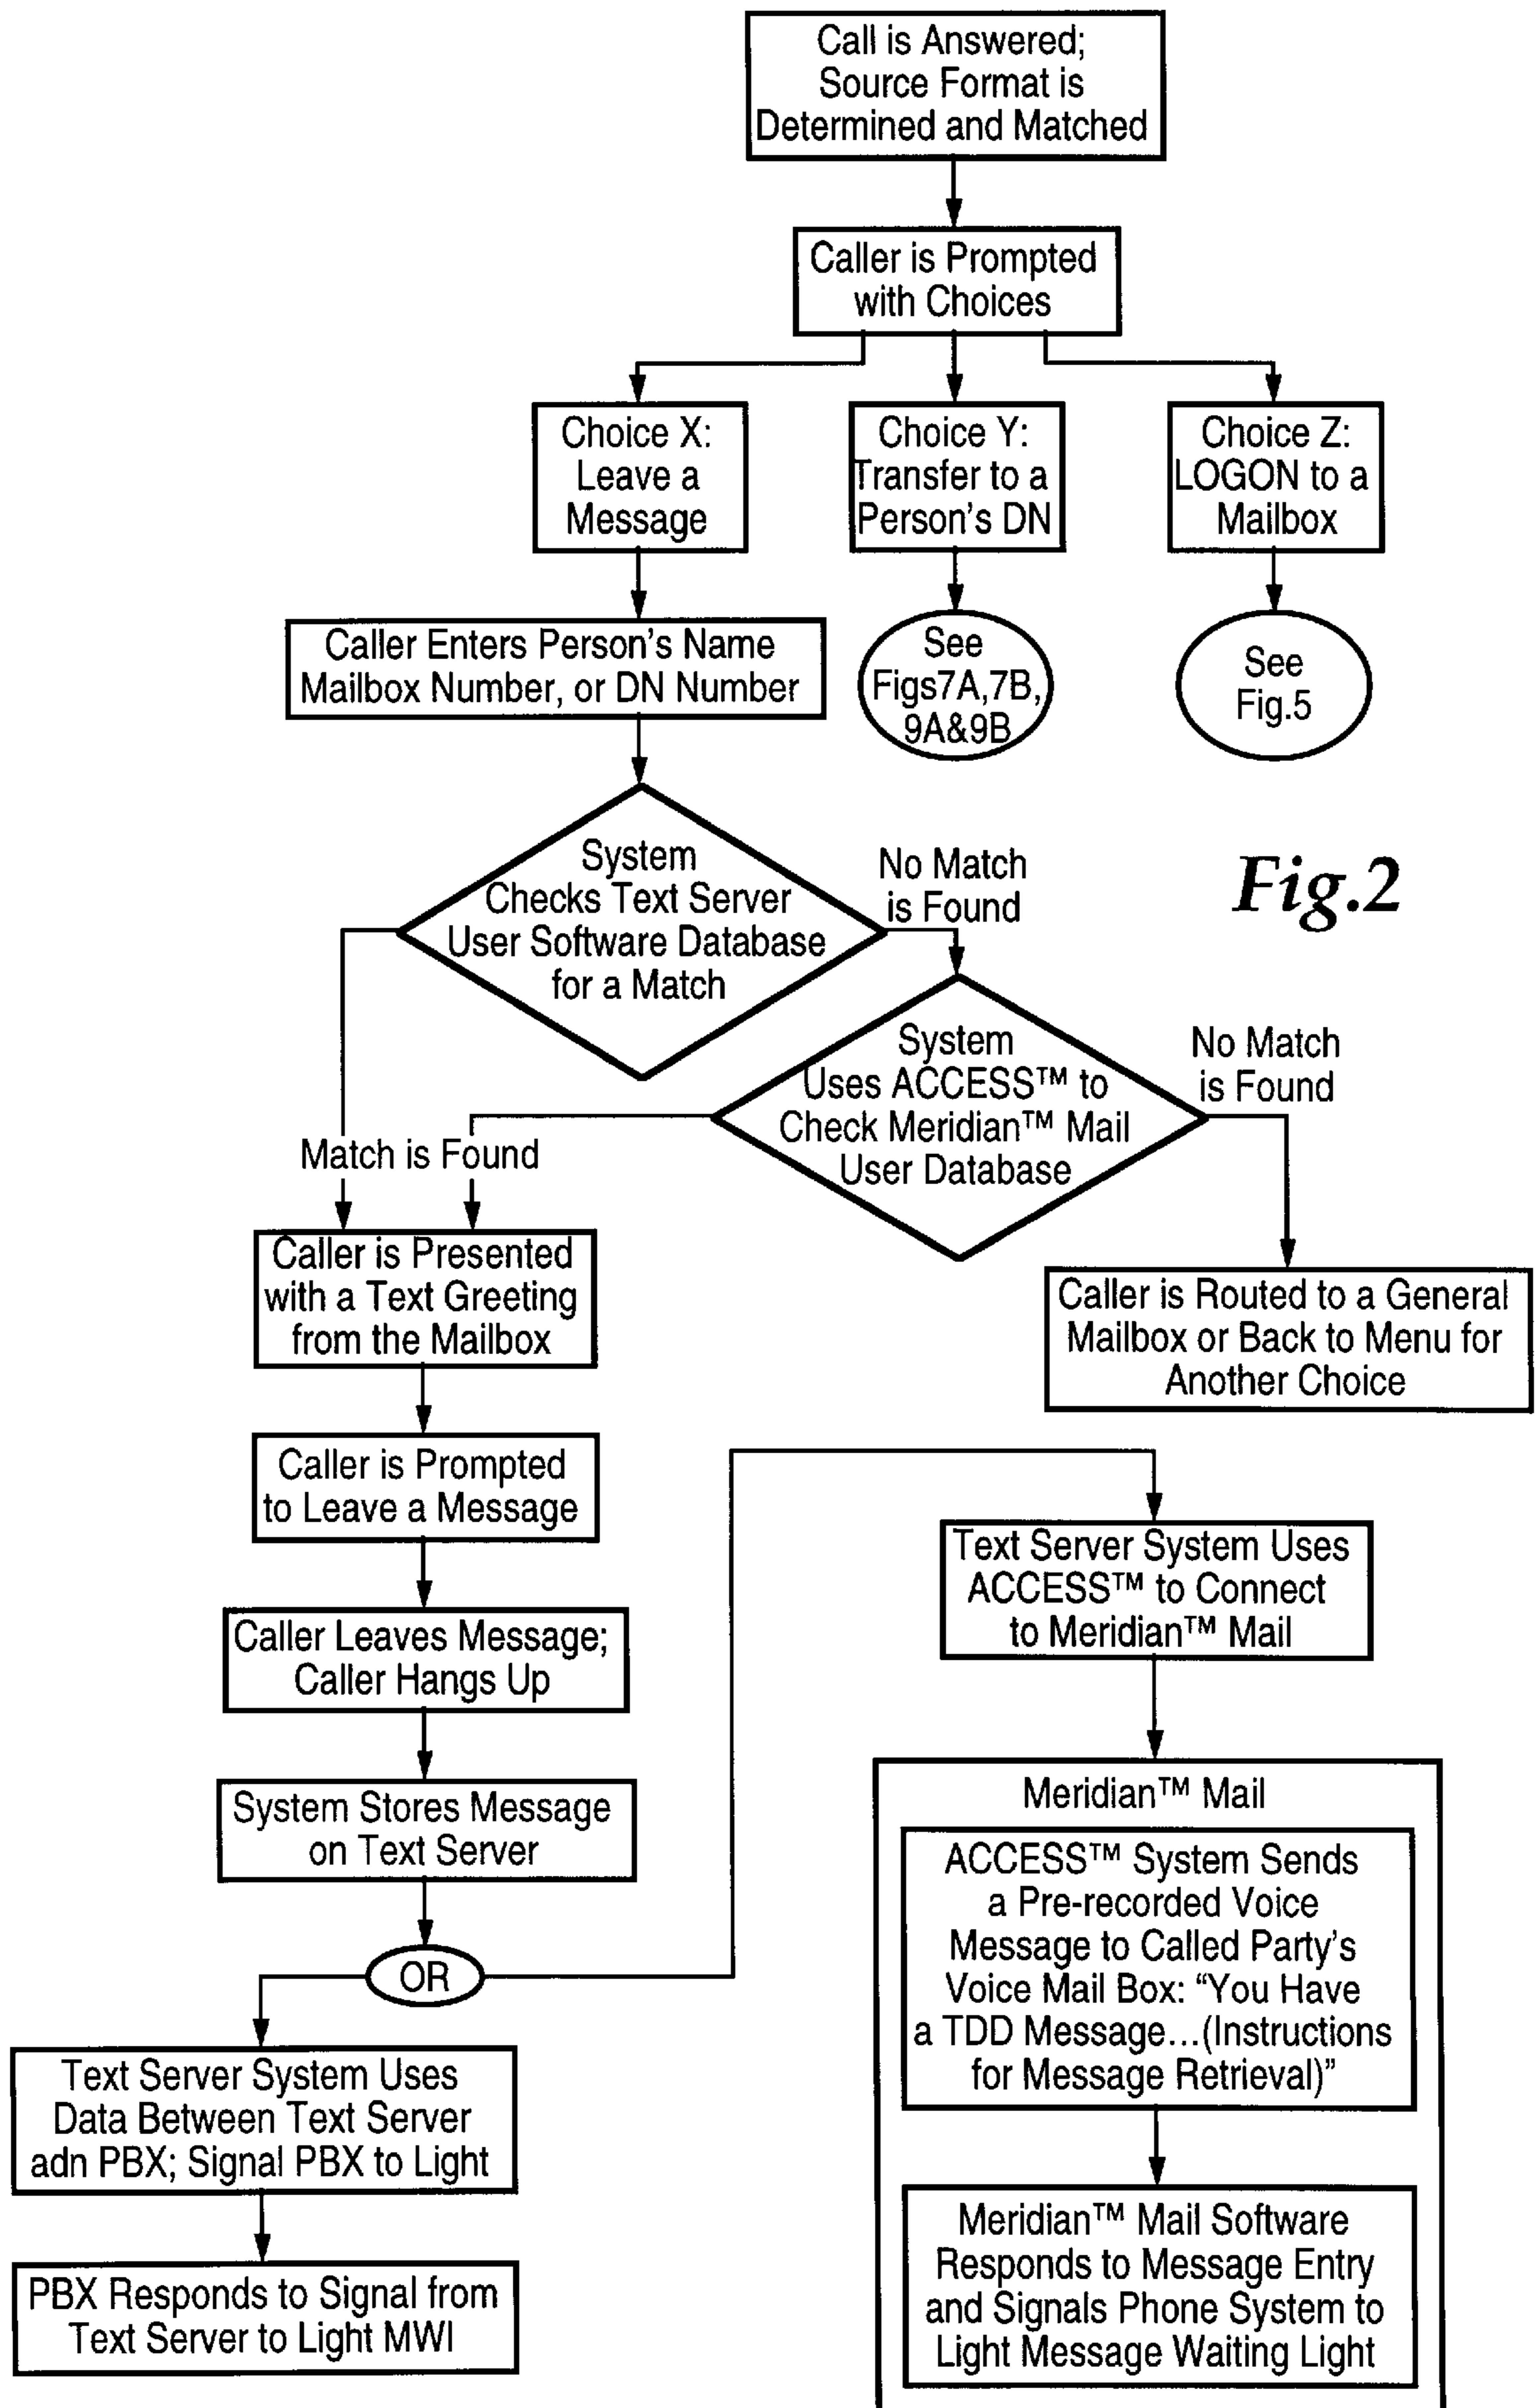 Call is Answered;
Source Format is
Determined and Matched
Caller is Prompted
with Choices
Choice X:
Leave a
Message
Choice Y:
Transfer to a
Person's DN
Choice Z:
LOGON to a
Mailbox
Caller Enters Person's Name
Mailbox Number, or DN Number
See
Figs7A,7B,
9A&9B
See
Fig.5
System
Checks Text Server
User Software Database
for a Match
No Match
is Found
Fig.2
System
Uses ACCESS™ to
Check Meridian™ Mail
User Database
No Match
is Found
Match is Found
Caller is Presented
with a Text Greeting
from the Mailbox
Caller is Routed to a General
Mailbox or Back to Menu for
Another Choice
Caller is Prompted
to Leave a Message
Caller Leaves Message;
Caller Hangs Up
System Stores Message
on Text Server
OR
Text Server System Uses
Data Between Text Server
adn PBX; Signal PBX to Light
PBX Responds to Signal from
Text Server to Light MWI
Text Server System Uses
ACCESS™ to Connect
to Meridian™ Mail
Meridian™ Mail
ACCESS™ System Sends
a Pre-recorded Voice
Message to Called Party's
Voice Mail Box: “You Have
a TDD Message...(Instructions
for Message Retrieval)”
Meridian™ Mail Software
Responds to Message Entry
and Signals Phone System to
Light Message Waiting Light